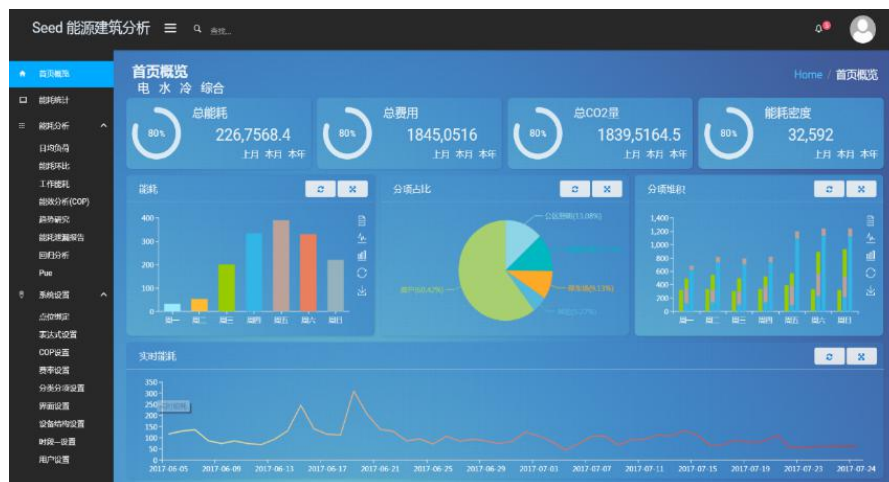 Seed 能源建筑分析
查找...
首页概览
能耗统计
能耗分析
日均负荷
能耗环比
工作能耗
能效分析(COP)
趋势研究
能耗泄漏报告
回归分析
Pue
系统设置
点位绑定
表达式设置
COP设置
费率设置
分类分项设置
界面设置
设备结构设置
时段--设置
用户设置
首页概览
电 水 冷 综合
Home / 首页概览
80%
总能耗
226,7568.4
上月 本月 本年
80%
总费用
1845,0516
上月 本月 本年
80%
总CO2量
1839,5164.5
上月 本月 本年
80%
能耗密度
32,592
上月 本月 本年
能耗
400
300
200
100
0
周一 周二 周三 周四 周五 周六 周日
分项占比
分项堆积
1,400
1,200
1,000
800
600
400
200
0
周一 周二 周三 周四 周五 周六 周日
实时能耗
350
300
250
200
150
100
50
0
2017-06-05 2017-06-09 2017-06-13 2017-06-17 2017-06-21 2017-06-25 2017-06-29 2017-07-03 2017-07-07 2017-07-11 2017-07-15 2017-07-19 2017-07-23 2017-07-24